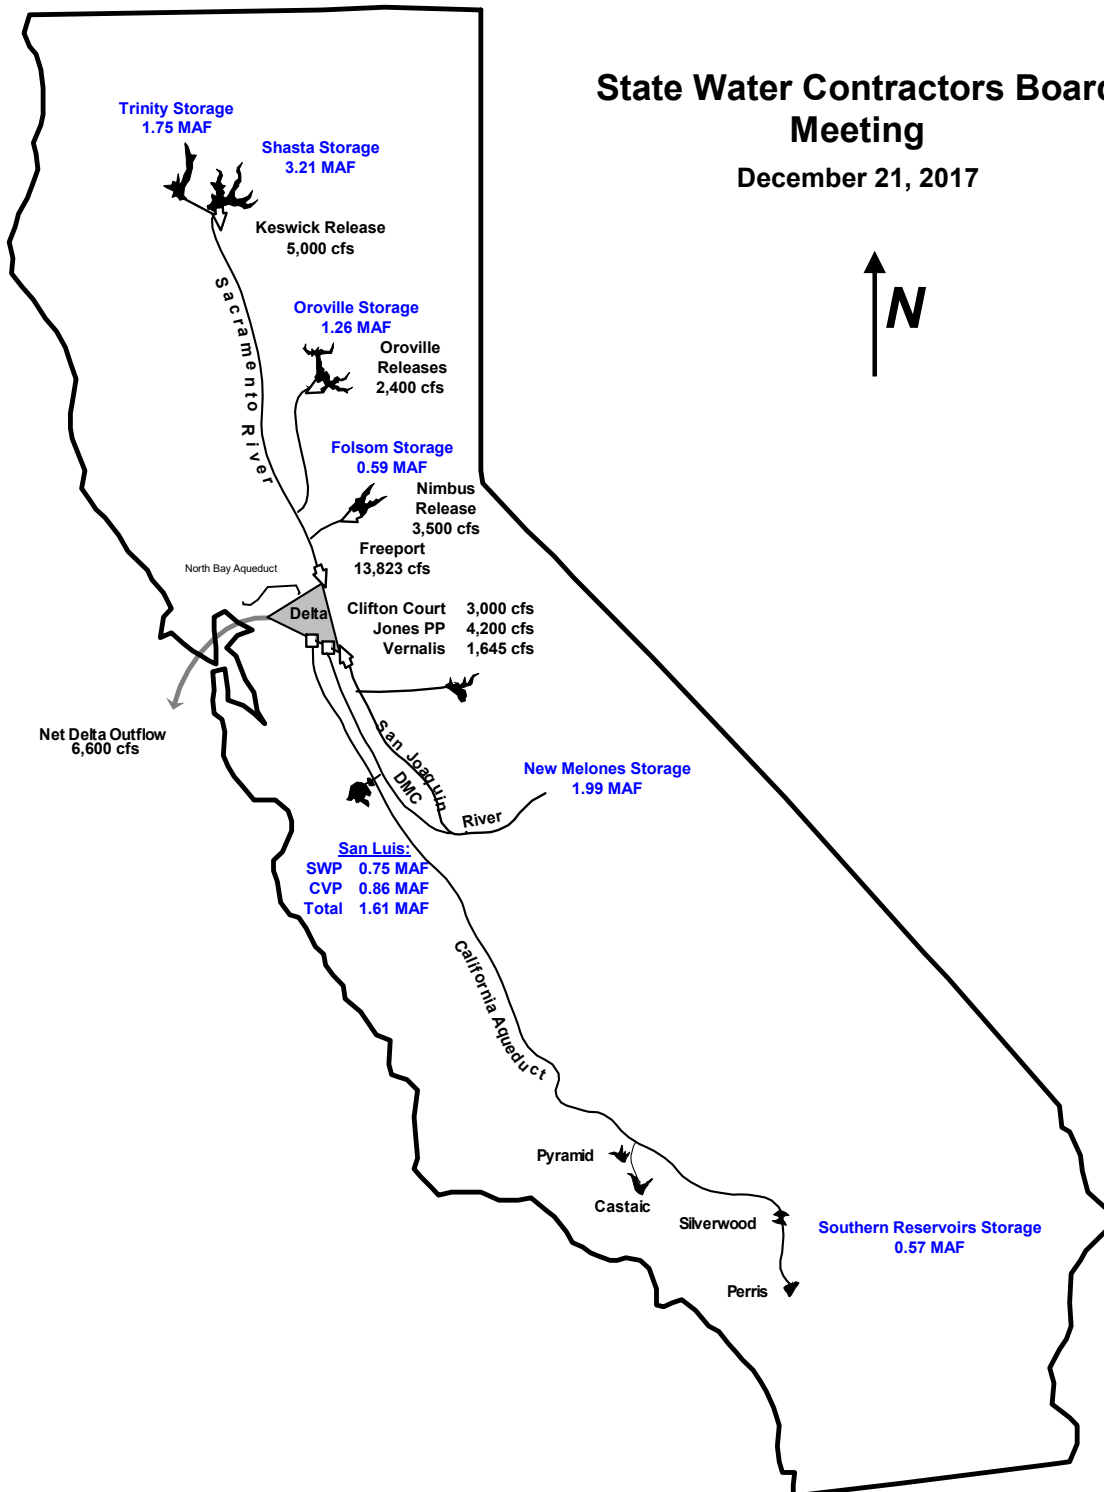 State Water Contractors Board
Meeting
December 21, 2017
N
Trinity Storage
1.75 MAF
Shasta Storage
3.21 MAF
Keswick Release
5,000 cfs
Sacramento River
Oroville Storage
1.26 MAF
Oroville
Releases
2,400 cfs
Folsom Storage
0.59 MAF
Nimbus
Release
3,500 cfs
Freeport
13,823 cfs
North Bay Aqueduct
Delta
Clifton Court 3,000 cfs
Jones PP 4,200 cfs
Vernalis 1,645 cfs
Net Delta Outflow
6,600 cfs
San Joaquin River
DMC
New Melones Storage
1.99 MAF
San Luis:
SWP 0.75 MAF
CVP 0.86 MAF
Total 1.61 MAF
California Aqueduct
Pyramid
Castaic
Silverwood
Southern Reservoirs Storage
0.57 MAF
Perris